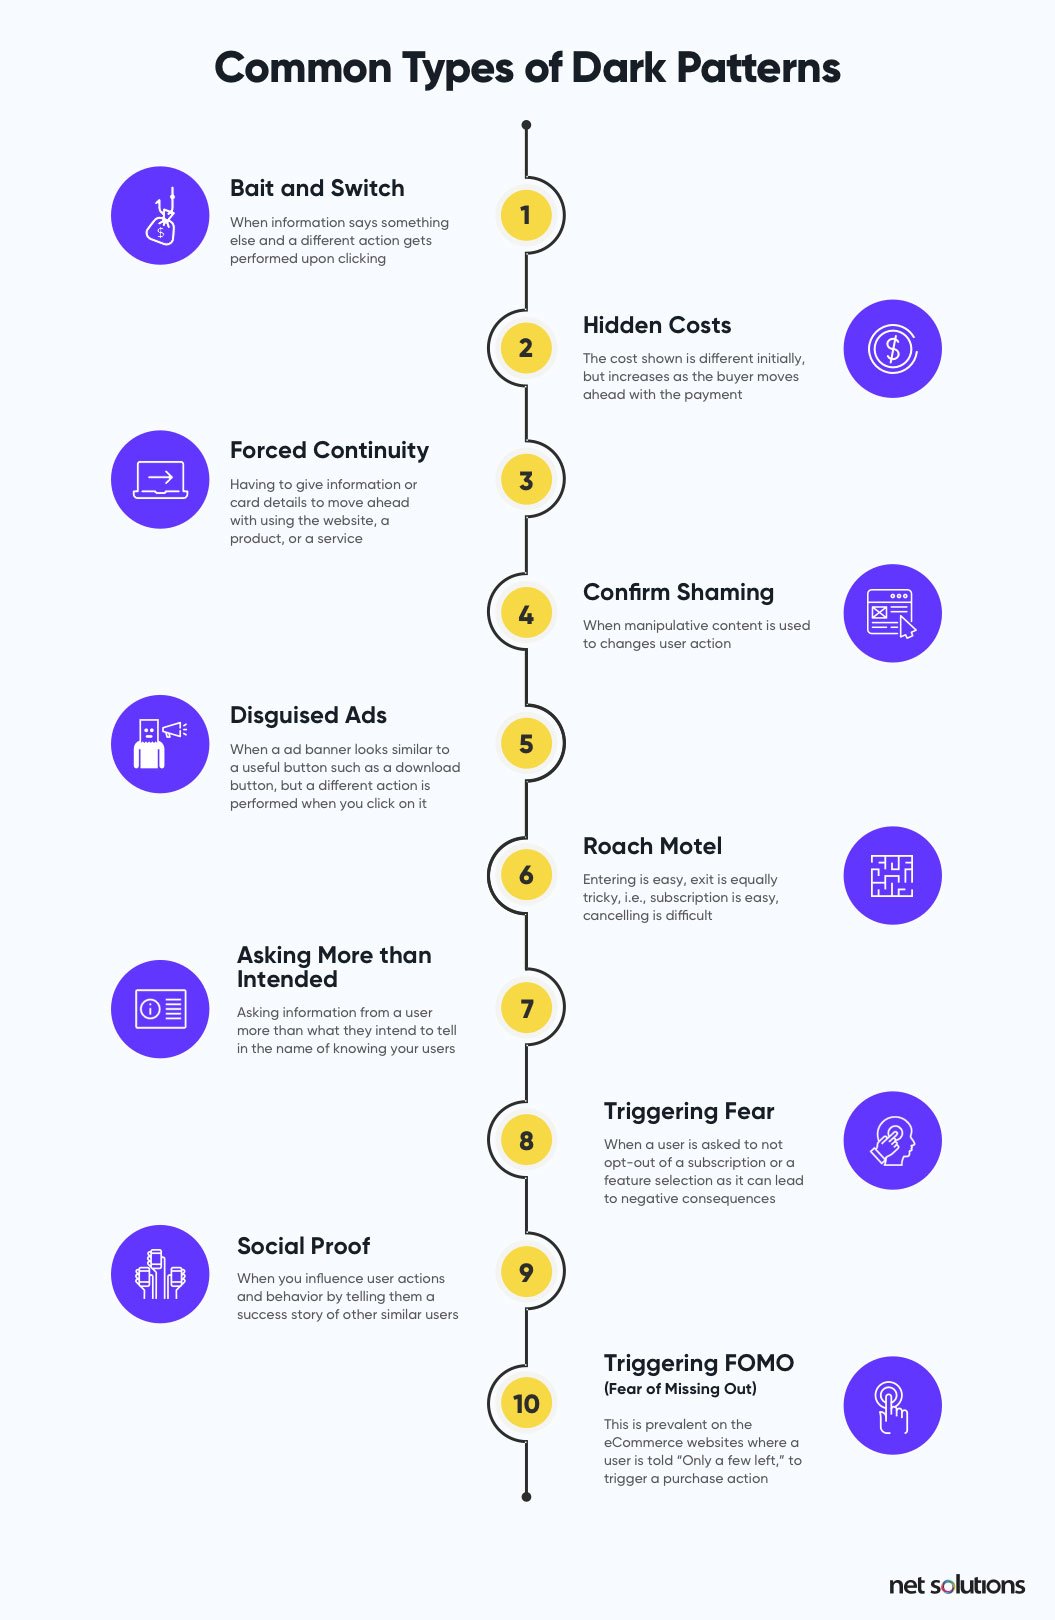 Common Types of Dark Patterns
Bait and Switch
When information says something
else and a different action gets
performed upon clicking
$
1
Hidden Costs
The cost shown is different initially,
but increases as the buyer moves
ahead with the payment
$
2
Forced Continuity
Having to give information or
card details to move ahead
with using the website, a
product, or a service
3
Confirm Shaming
When manipulative content is used
to changes user action
4
Disguised Ads
When a ad banner looks similar to
a useful button such as a download
button, but a different action is
performed when you click on it
5
Roach Motel
Entering is easy, exit is equally
tricky, i.e., subscription is easy,
cancelling is difficult
6
Asking More than
Intended
Asking information from a user
more than what they intend to tell
in the name of knowing your users
7
Triggering Fear
When a user is asked to not
opt-out of a subscription or a
feature selection as it can lead
to negative consequences
8
Social Proof
When you influence user actions
and behavior by telling them a
success story of other similar users
9
Triggering FOMO
(Fear of Missing Out)
This is prevalent on the
eCommerce websites where a
user is told “Only a few left,” to
trigger a purchase action
10
net solutions